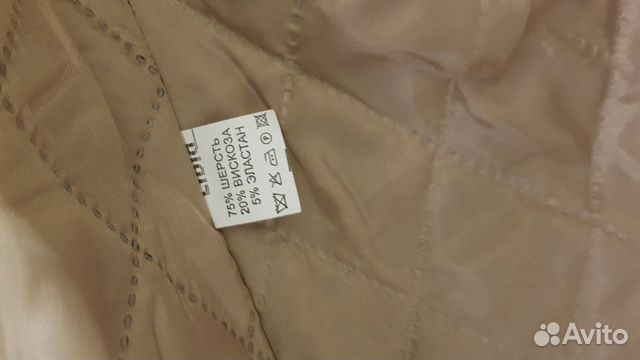 75% ШЕРСТЬ
20% ВИСКОЗА
5% ЭЛАСТАН
P
Avito